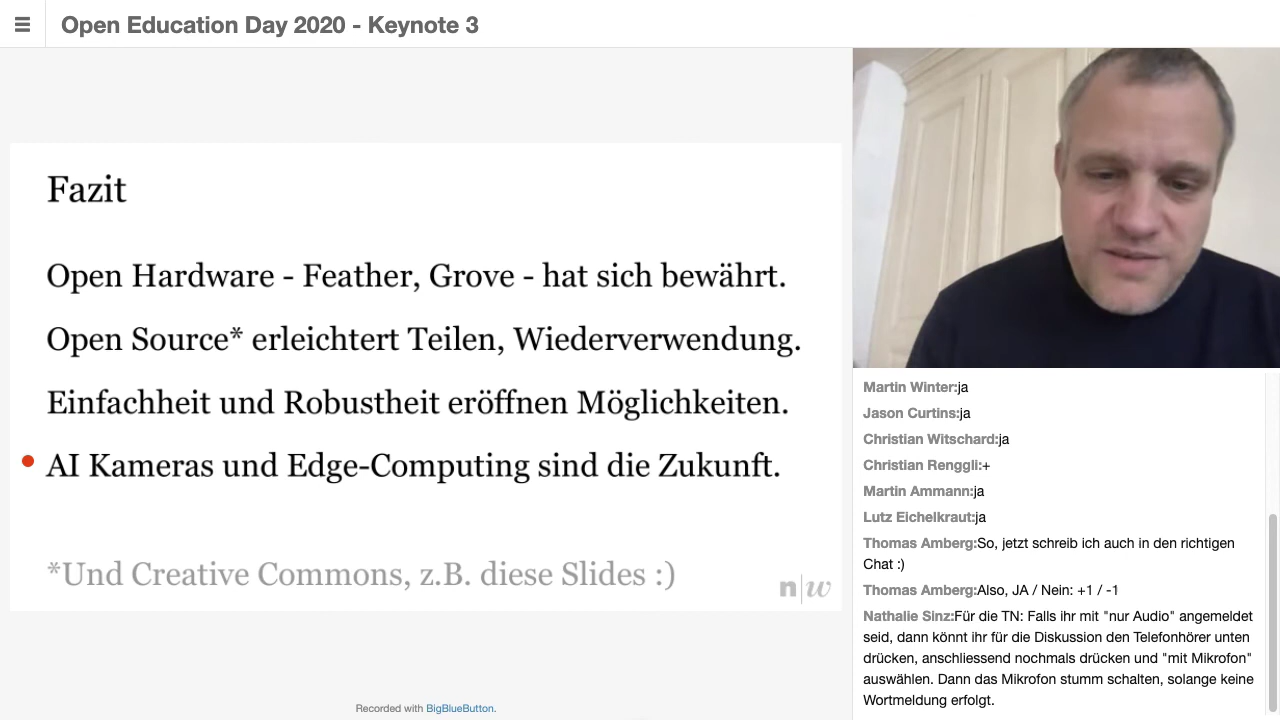 Open Education Day 2020 - Keynote 3
Fazit
Open Hardware - Feather, Grove - hat sich bewährt.
Open Source* erleichtert Teilen, Wiederverwendung.
Einfachheit und Robustheit eröffnen Möglichkeiten.
AI Kameras und Edge-Computing sind die Zukunft.
*Und Creative Commons, z.B. diese Slides :)
n|w
Recorded with BigBlueButton.
Martin Winter:ja
Jason Curtins:ja
Christian Witschard:ja
Christian Renggli:+
Martin Ammann:ja
Lutz Eichelkraut:ja
Thomas Amberg:So, jetzt schreib ich auch in den richtigen
Chat :)
Thomas Amberg:Also, JA / Nein: +1 / -1
Nathalie Sinz:Für die TN: Falls ihr mit "nur Audio" angemeldet
seid, dann könnt ihr für die Diskussion den Telefonhörer unten
drücken, anschliessend nochmals drücken und "mit Mikrofon"
auswählen. Dann das Mikrofon stumm schalten, solange keine
Wortmeldung erfolgt.